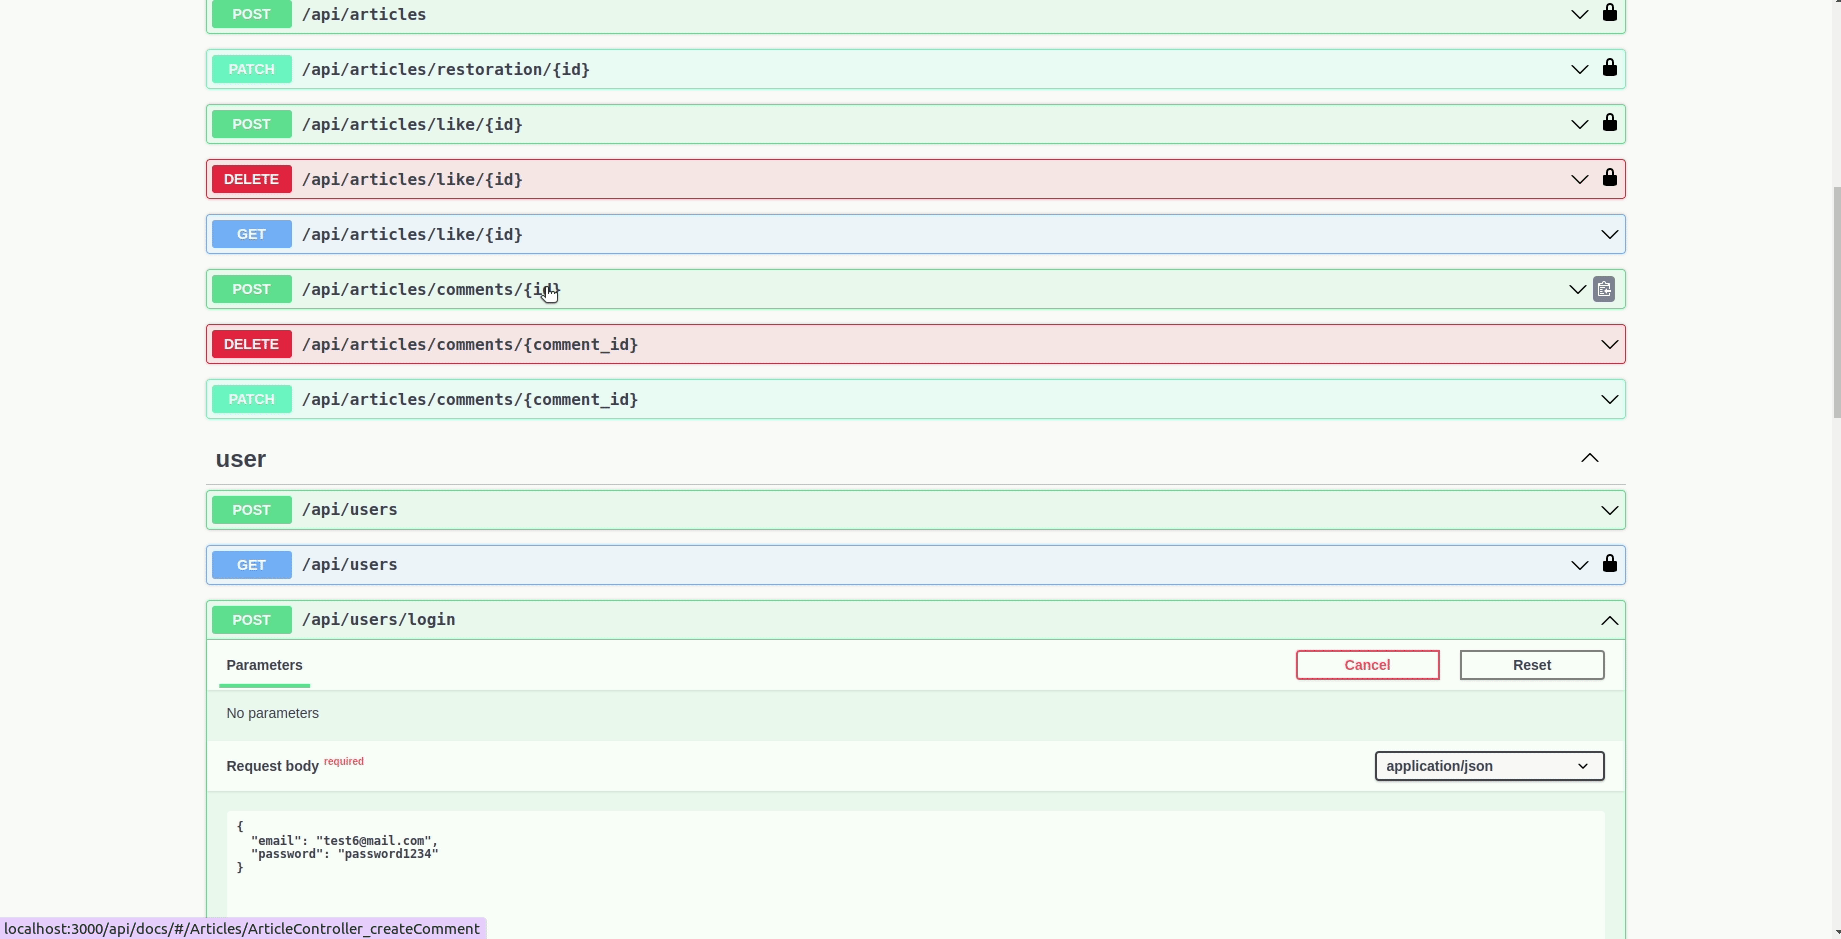 POST /api/articles
PATCH /api/articles/restoration/{id}
POST /api/articles/like/{id}
DELETE /api/articles/like/{id}
GET /api/articles/like/{id}
POST /api/articles/comments/{id}
DELETE /api/articles/comments/{comment_id}
PATCH /api/articles/comments/{comment_id}
user
POST /api/users
GET /api/users
POST /api/users/login
Parameters Cancel Reset
No parameters
Request body required application/json
{
"email": "test6@mail.com",
"password": "password1234"
}
localhost:3000/api/docs/#/Articles/ArticleController_createComment